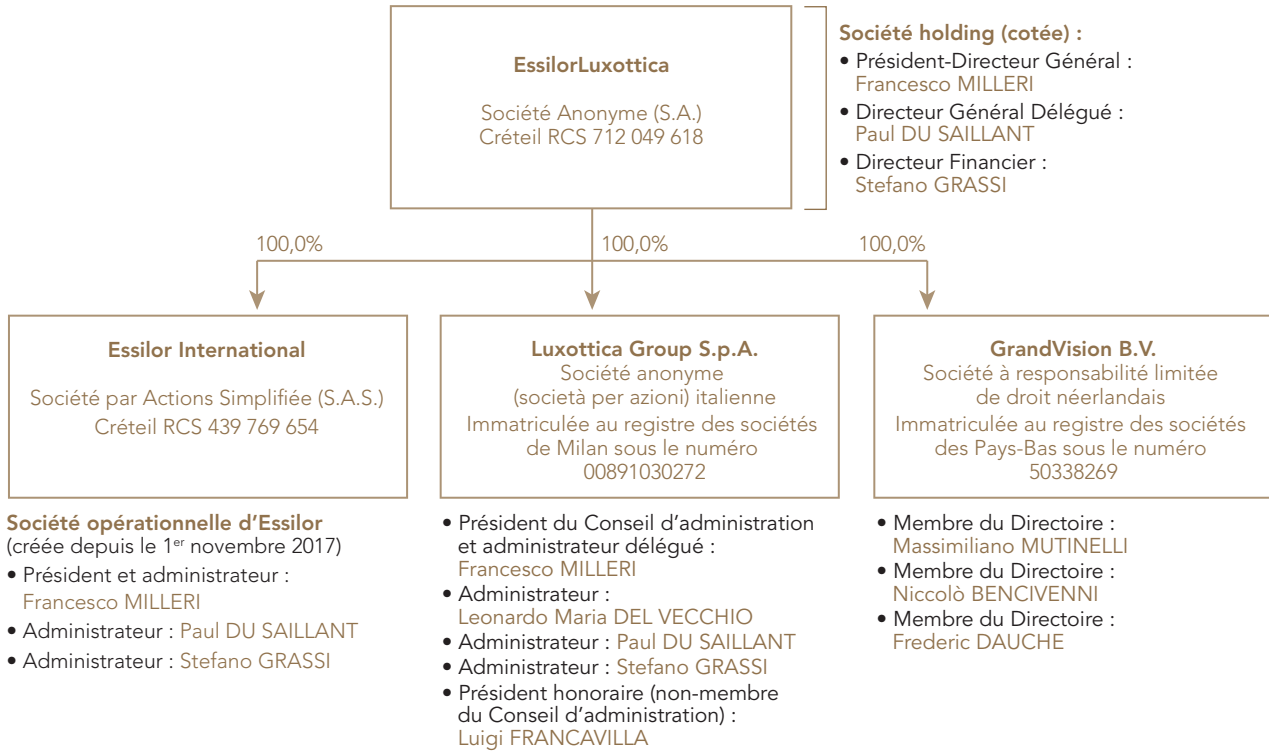 EssilorLuxottica
Société Anonyme (S.A.)
Créteil RCS 712 049 618
Société holding (cotée) :
• Président-Directeur Général :
Francesco MILLERI
• Directeur Général Délégué :
Paul DU SAILLANT
• Directeur Financier :
Stefano GRASSI
100,0%
100,0%
100,0%
Essilor International
Société par Actions Simplifiée (S.A.S.)
Créteil RCS 439 769 654
Société opérationnelle d’Essilor
(créée depuis le 1er novembre 2017)
• Président et administrateur :
Francesco MILLERI
• Administrateur : Paul DU SAILLANT
• Administrateur : Stefano GRASSI
Luxottica Group S.p.A.
Société anonyme
(società per azioni) italienne
Immatriculée au registre des sociétés
de Milan sous le numéro
00891030272
• Président du Conseil d’administration
et administrateur délégué :
Francesco MILLERI
• Administrateur :
Leonardo Maria DEL VECCHIO
• Administrateur : Paul DU SAILLANT
• Administrateur : Stefano GRASSI
• Président honoraire (non-membre
du Conseil d’administration) :
Luigi FRANCAVILLA
GrandVision B.V.
Société à responsabilité limitée
de droit néerlandais
Immatriculée au registre des sociétés
des Pays-Bas sous le numéro
50338269
• Membre du Directoire :
Massimiliano MUTINELLI
• Membre du Directoire :
Niccolò BENCIVENNI
• Membre du Directoire :
Frederic DAUCHE